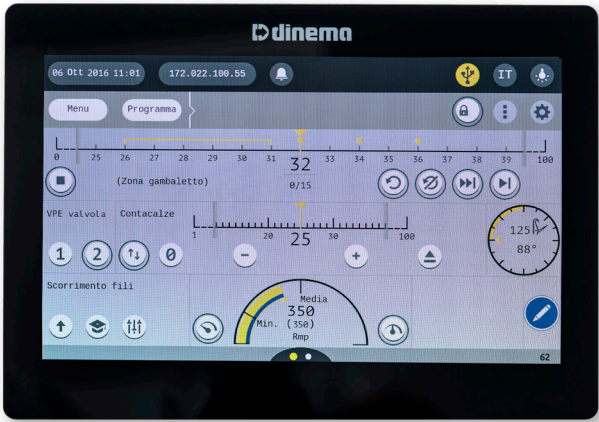 dinema
06 Ott 2016 11:01 172.022.100.55 IT
Menu Programma
0 25 26 27 28 29 30 31 32 33 34 35 36 37 38 39 100
(Zona gambaletto) 0/15
VPE valvola Contacalze
1 20 25 30 100
1 2 0
125
88°
Scorrimento fili
Media
350
Min. (350)
Rmp
62